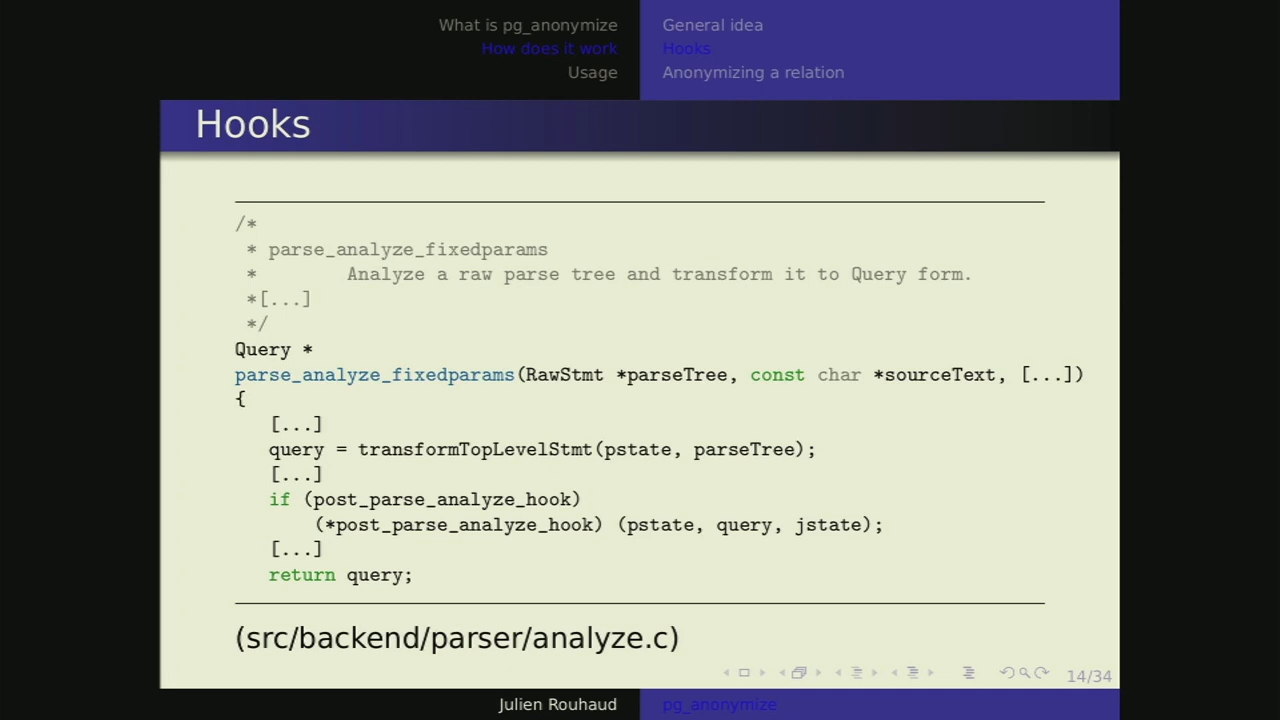 What is pg_anonymize
How does it work
Usage
General idea
Hooks
Anonymizing a relation
Hooks
/*
 * parse_analyze_fixedparams
 *        Analyze a raw parse tree and transform it to Query form.
 *[...]
 */
Query *
parse_analyze_fixedparams(RawStmt *parseTree, const char *sourceText, [...])
{
   [...]
   query = transformTopLevelStmt(pstate, parseTree);
   [...]
   if (post_parse_analyze_hook)
       (*post_parse_analyze_hook) (pstate, query, jstate);
   [...]
   return query;
(src/backend/parser/analyze.c)
14/34
Julien Rouhaud
pg_anonymize